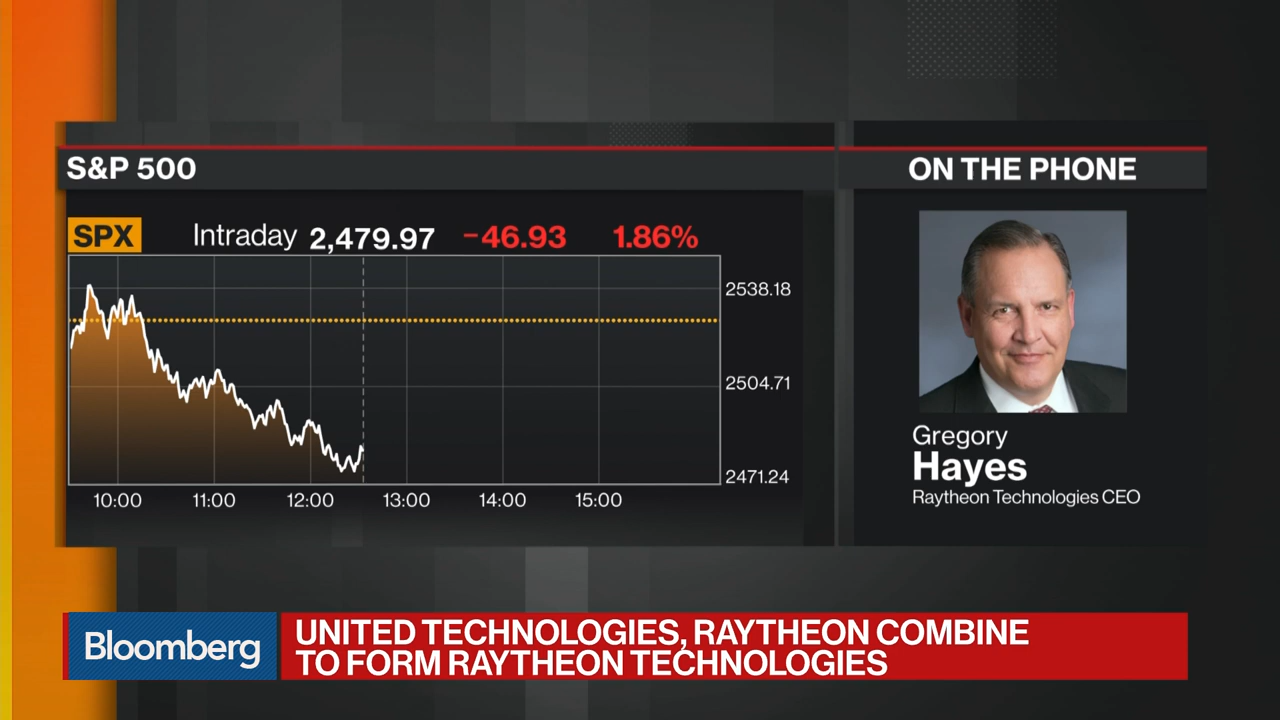 S&P 500
SPX Intraday 2,479.97 -46.93 1.86%
2538.18
2504.71
2471.24
10:00 11:00 12:00 13:00 14:00 15:00
ON THE PHONE
Gregory
Hayes
Raytheon Technologies CEO
Bloomberg
UNITED TECHNOLOGIES, RAYTHEON COMBINE
TO FORM RAYTHEON TECHNOLOGIES